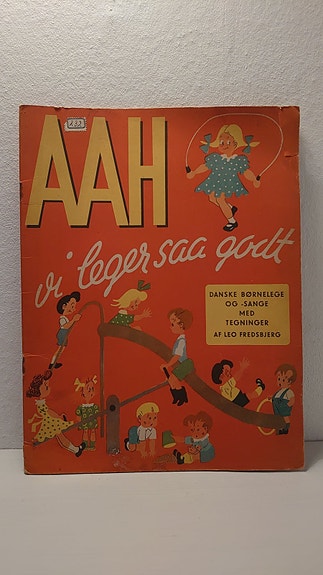 AAH
vi leger saa godt
DANSKE BØRNELEGE
OG -SANGE
MED
TEGNINGER
AF LEO FREDSBJERG